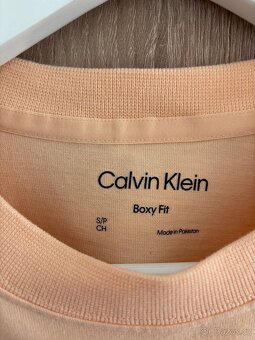 Calvin Klein
Boxy Fit
S/P
CH
Made in Pakistan